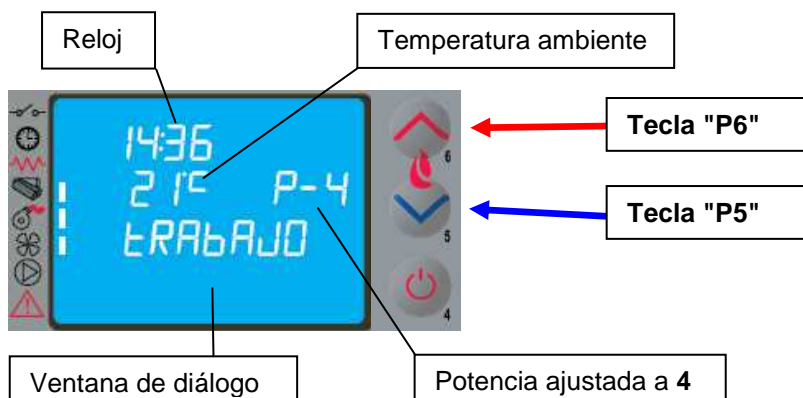 Reloj
Temperatura ambiente
14:36
21°C P-4
tRAbAJO
6
5
4
Tecla "P6"
Tecla "P5"
Ventana de diálogo
Potencia ajustada a 4